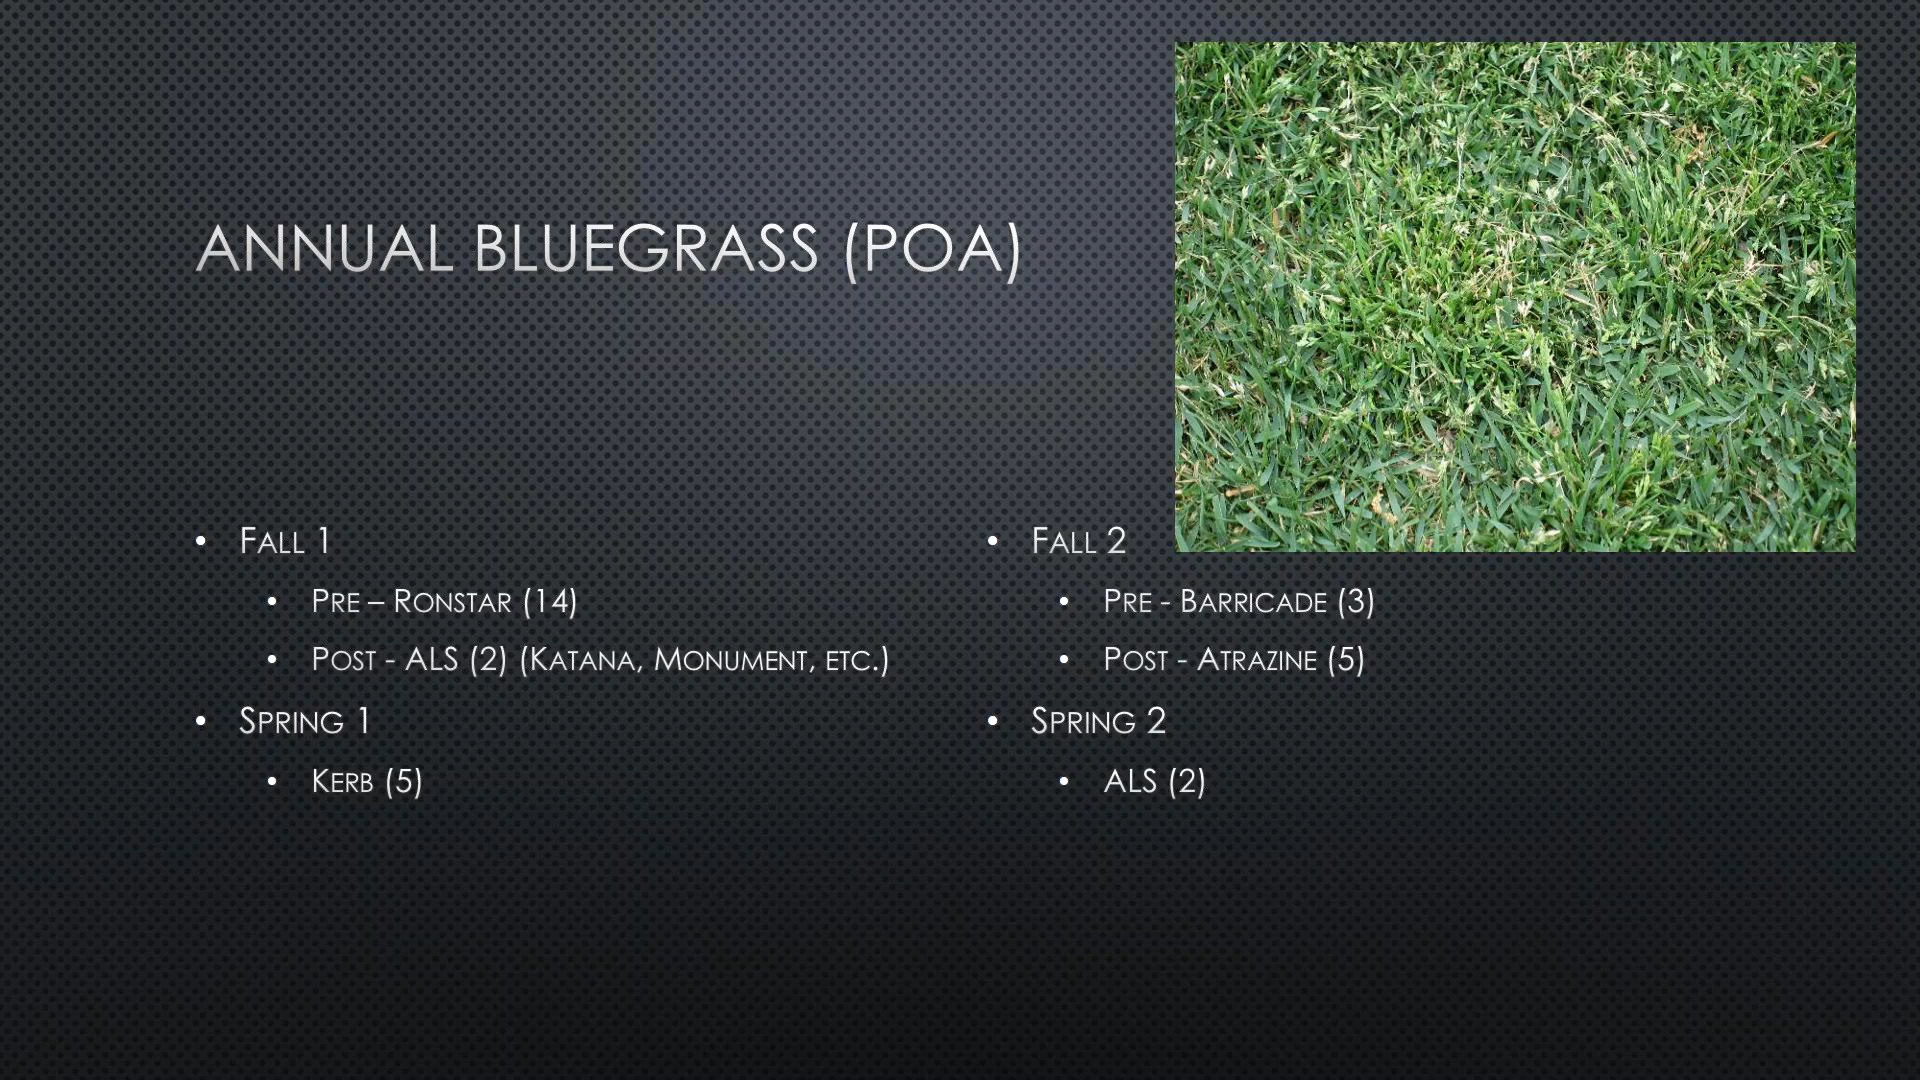 ANNUAL BLUEGRASS (POA)
• FALL 1
• PRE – RONSTAR (14)
• POST - ALS (2) (KATANA, MONUMENT, ETC.)
• SPRING 1
• KERB (5)
• FALL 2
• PRE - BARRICADE (3)
• POST - ATRAZINE (5)
• SPRING 2
• ALS (2)